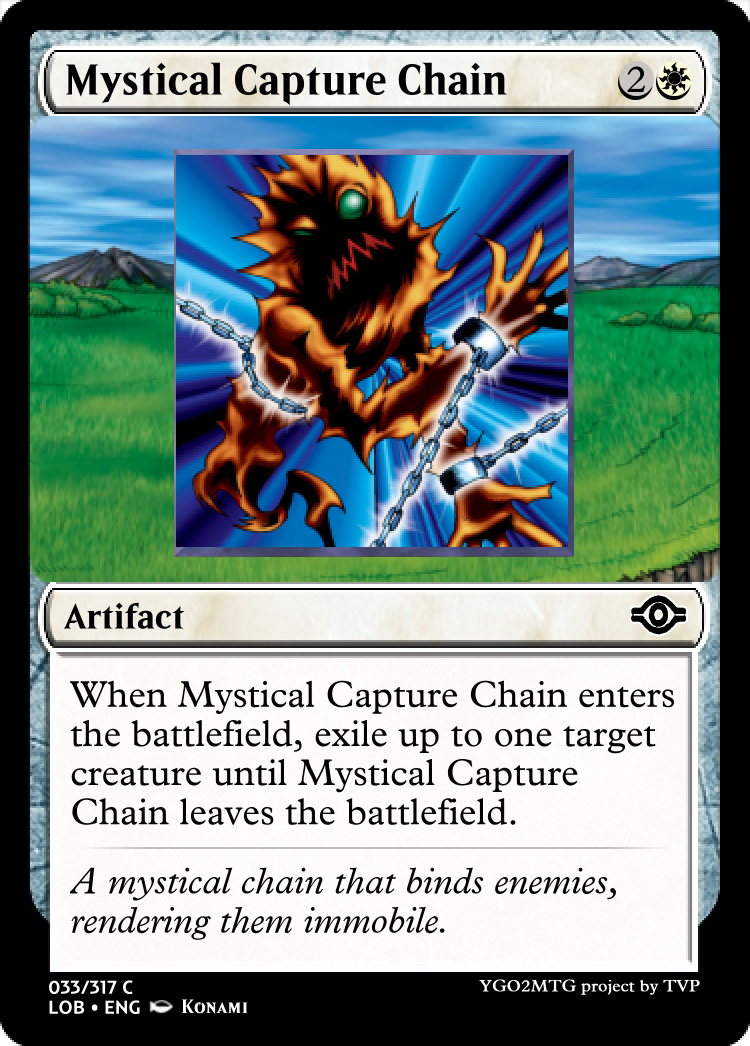 Mystical Capture Chain 2
Artifact
When Mystical Capture Chain enters
the battlefield, exile up to one target
creature until Mystical Capture
Chain leaves the battlefield.
A mystical chain that binds enemies,
rendering them immobile.
033/317 C
LOB • ENG Konami
YGO2MTG project by TVP